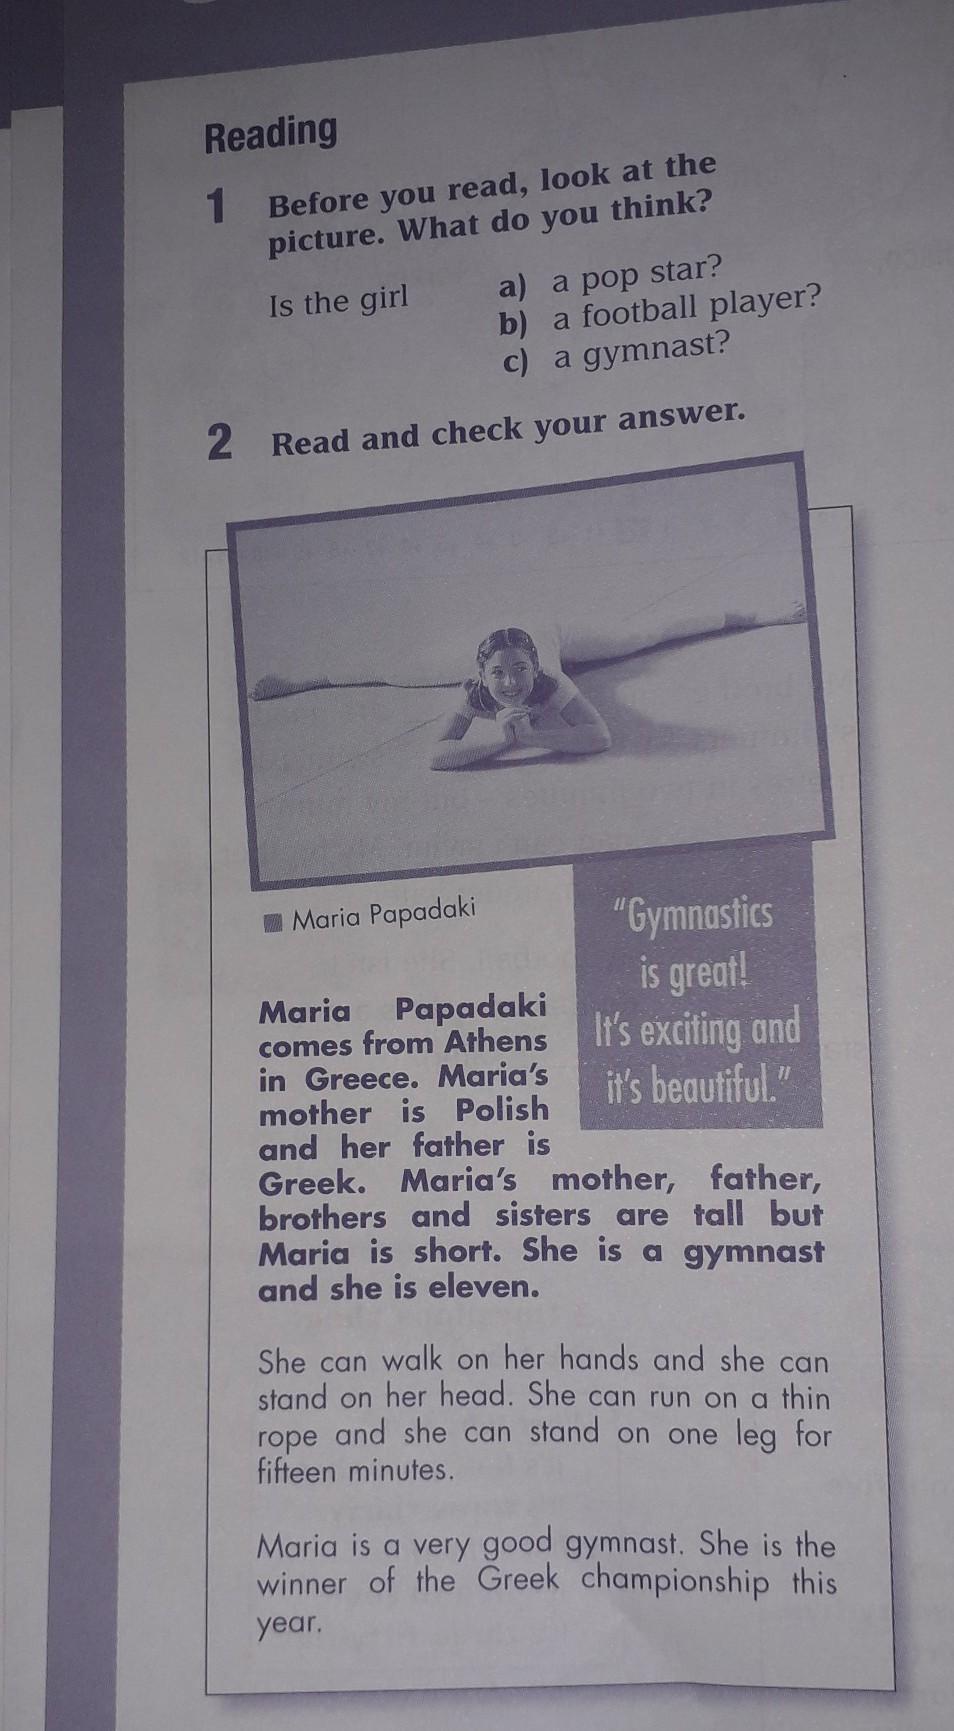 Reading
1 Before you read, look at the
picture. What do you think?
Is the girl
a) a pop star?
b) a football player?
c) a gymnast?
2 Read and check your answer.
Maria Papadaki
"Gymnastics
is great!
It's exciting and
it's beautiful."
Maria Papadaki
comes from Athens
in Greece. Maria's
mother is Polish
and her father is
Greek. Maria's mother, father,
brothers and sisters are tall but
Maria is short. She is a gymnast
and she is eleven.
She can walk on her hands and she can
stand on her head. She can run on a thin
rope and she can stand on one leg for
fifteen minutes.
Maria is a very good gymnast. She is the
winner of the Greek championship this
year.